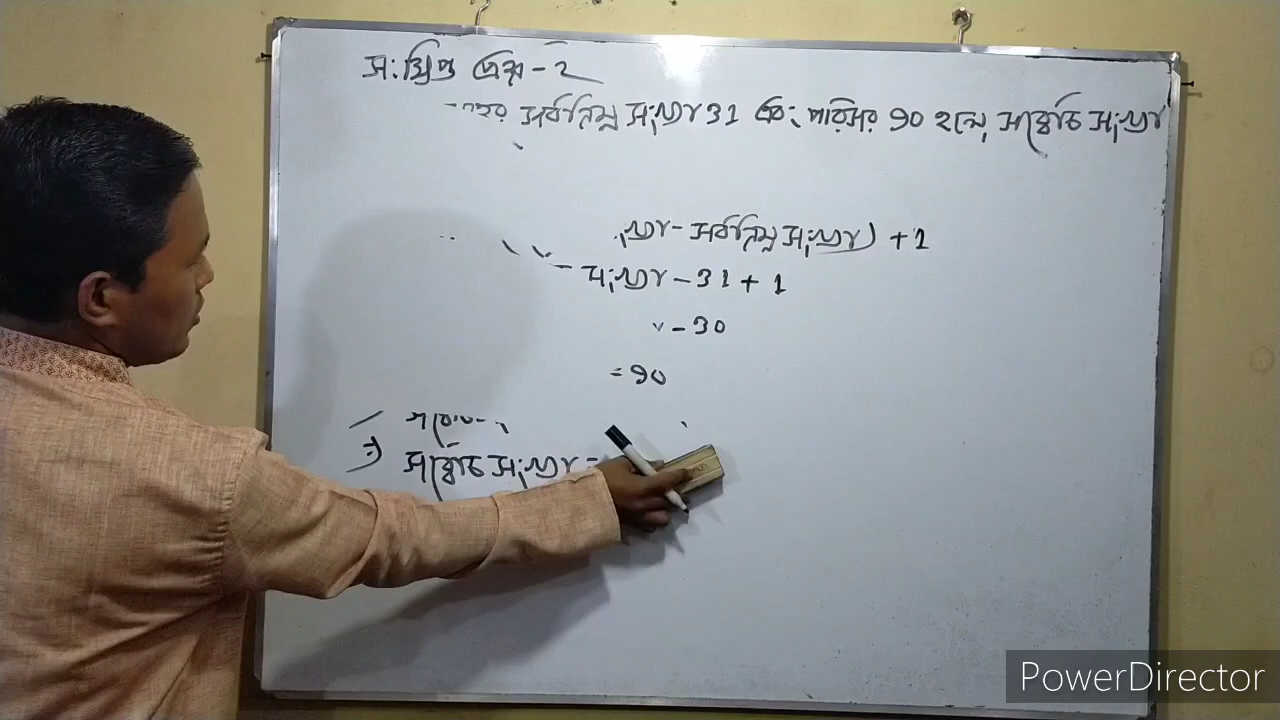 সংক্ষিপ্ত প্রশ্ন - ২
সর্বনিম্ন সংখ্যা 31 এবং পরিসর 90 হলে, সর্বোচ্চ সংখ্যা
সর্বনিম্ন সংখ্যা) + 1
সংখ্যা - 31 + 1
- 30
= 90
সর্বোচ্চ সংখ্যা =
PowerDirector